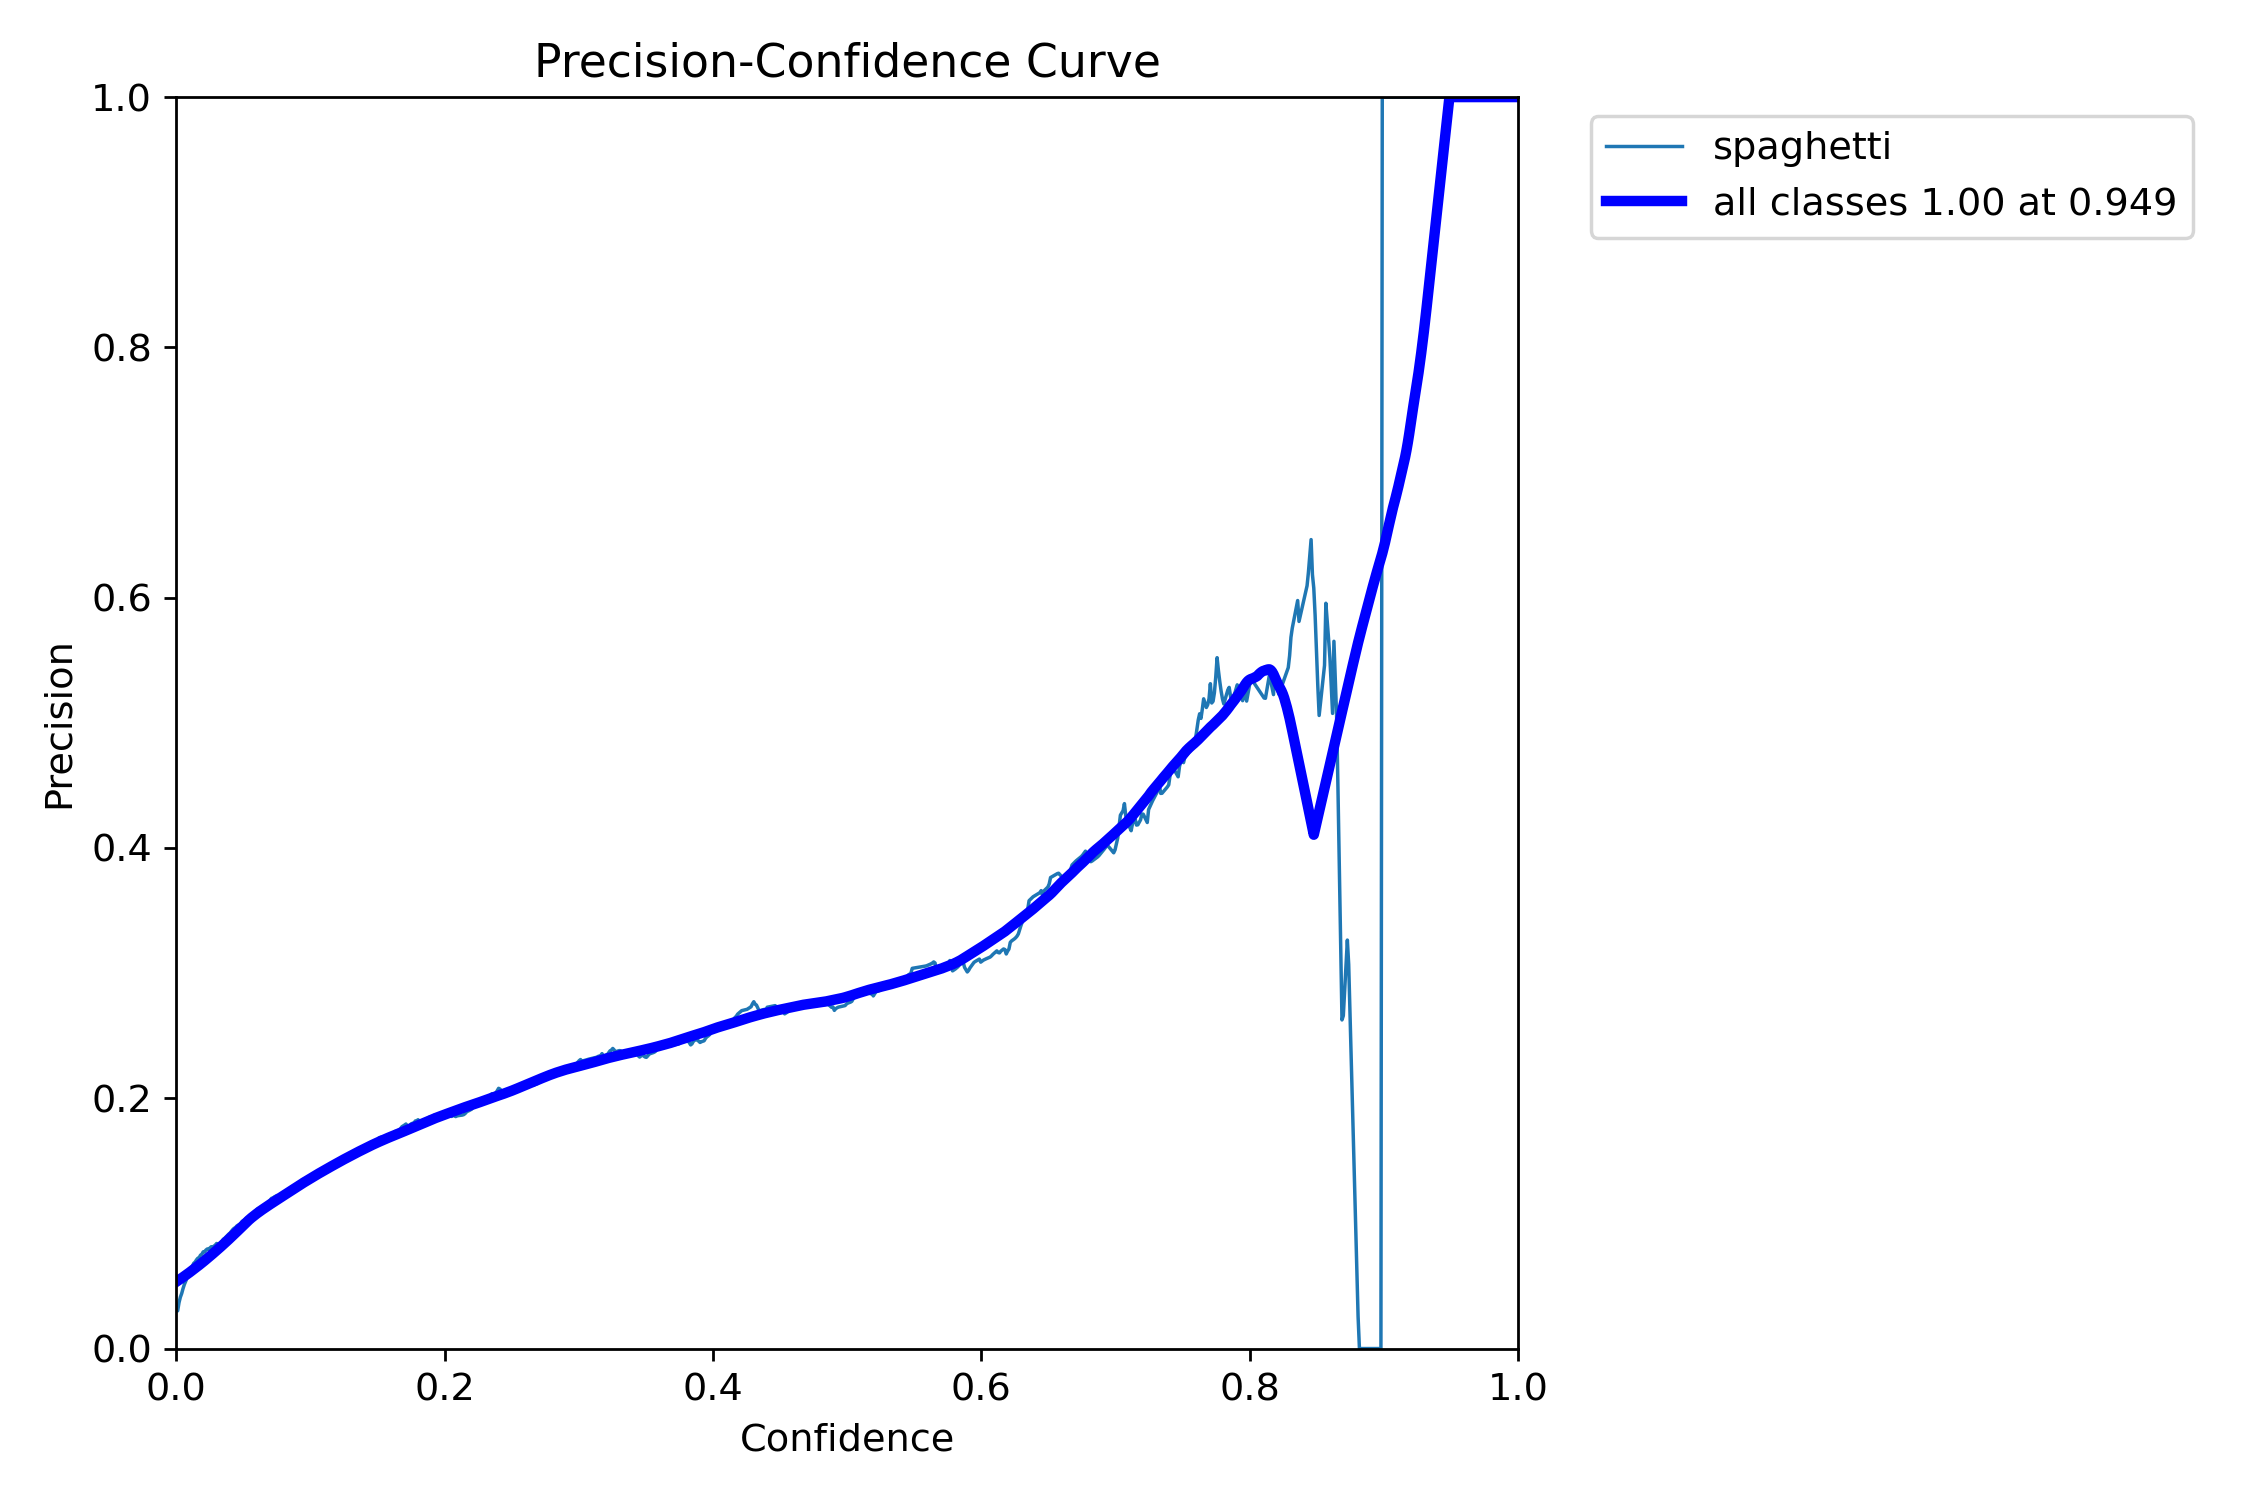 Precision-Confidence Curve
spaghetti
all classes 1.00 at 0.949
Precision
1.0
0.8
0.6
0.4
0.2
0.0
0.0 0.2 0.4 0.6 0.8 1.0
Confidence